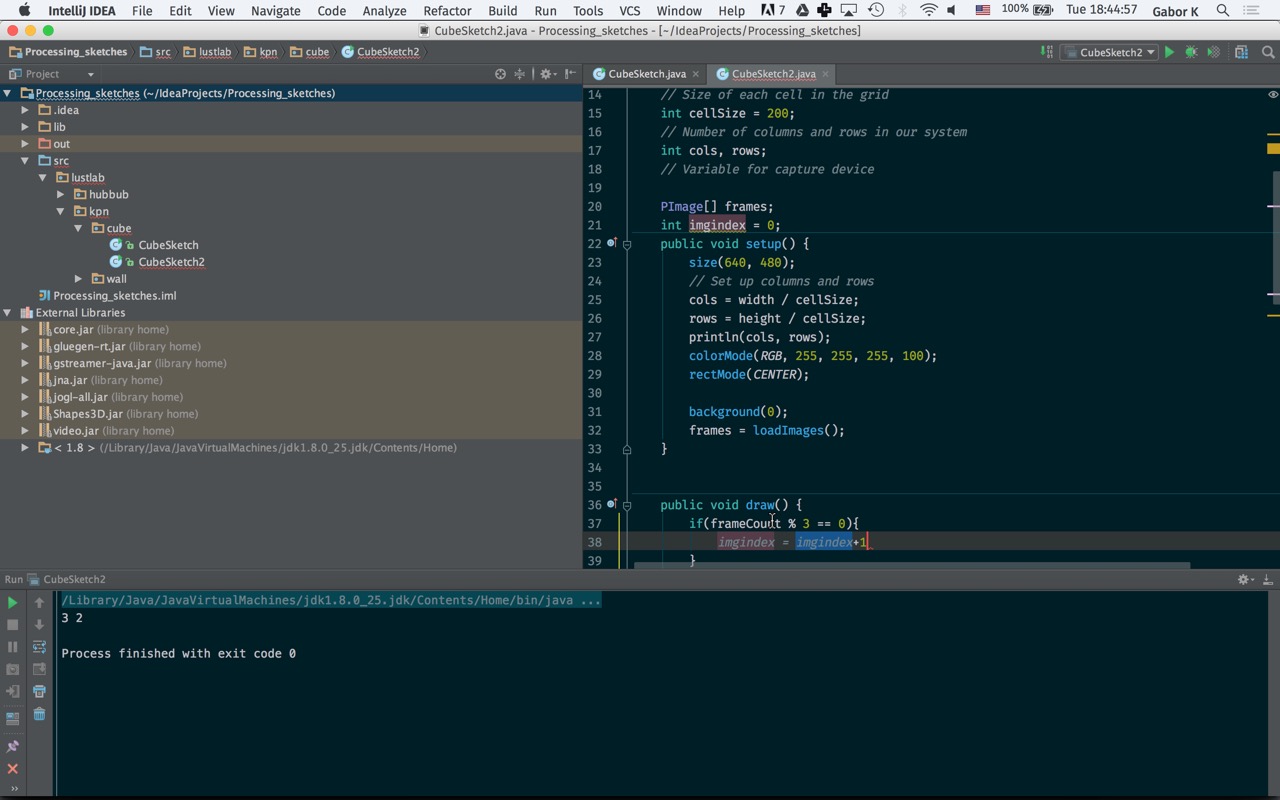 IntelliJ IDEA File Edit View Navigate Code Analyze Refactor Build Run Tools VCS Window Help 7 100% Tue 18:44:57 Gabor K
CubeSketch2.java - Processing_sketches - [~/IdeaProjects/Processing_sketches]
Processing_sketches src lustlab kpn cube CubeSketch2 CubeSketch2
Project CubeSketch.java CubeSketch2.java
Processing_sketches (~/IdeaProjects/Processing_sketches)
.idea
lib
out
src
lustlab
hubbub
kpn
cube
CubeSketch
CubeSketch2
wall
Processing_sketches.iml
External Libraries
core.jar (library home)
gluegen-rt.jar (library home)
gstreamer-java.jar (library home)
jna.jar (library home)
jogl-all.jar (library home)
Shapes3D.jar (library home)
video.jar (library home)
< 1.8 > (/Library/Java/JavaVirtualMachines/jdk1.8.0_25.jdk/Contents/Home)
14 // Size of each cell in the grid
15 int cellSize = 200;
16 // Number of columns and rows in our system
17 int cols, rows;
18 // Variable for capture device
19
20 PImage[] frames;
21 int imgindex = 0;
22 public void setup() {
23 size(640, 480);
24 // Set up columns and rows
25 cols = width / cellSize;
26 rows = height / cellSize;
27 println(cols, rows);
28 colorMode(RGB, 255, 255, 255, 100);
29 rectMode(CENTER);
30
31 background(0);
32 frames = loadImages();
33 }
34
35
36 public void draw() {
37 if(frameCount % 3 == 0){
38 imgindex = imgindex+1
39 }
Run CubeSketch2
/Library/Java/JavaVirtualMachines/jdk1.8.0_25.jdk/Contents/Home/bin/java ...
3 2
Process finished with exit code 0